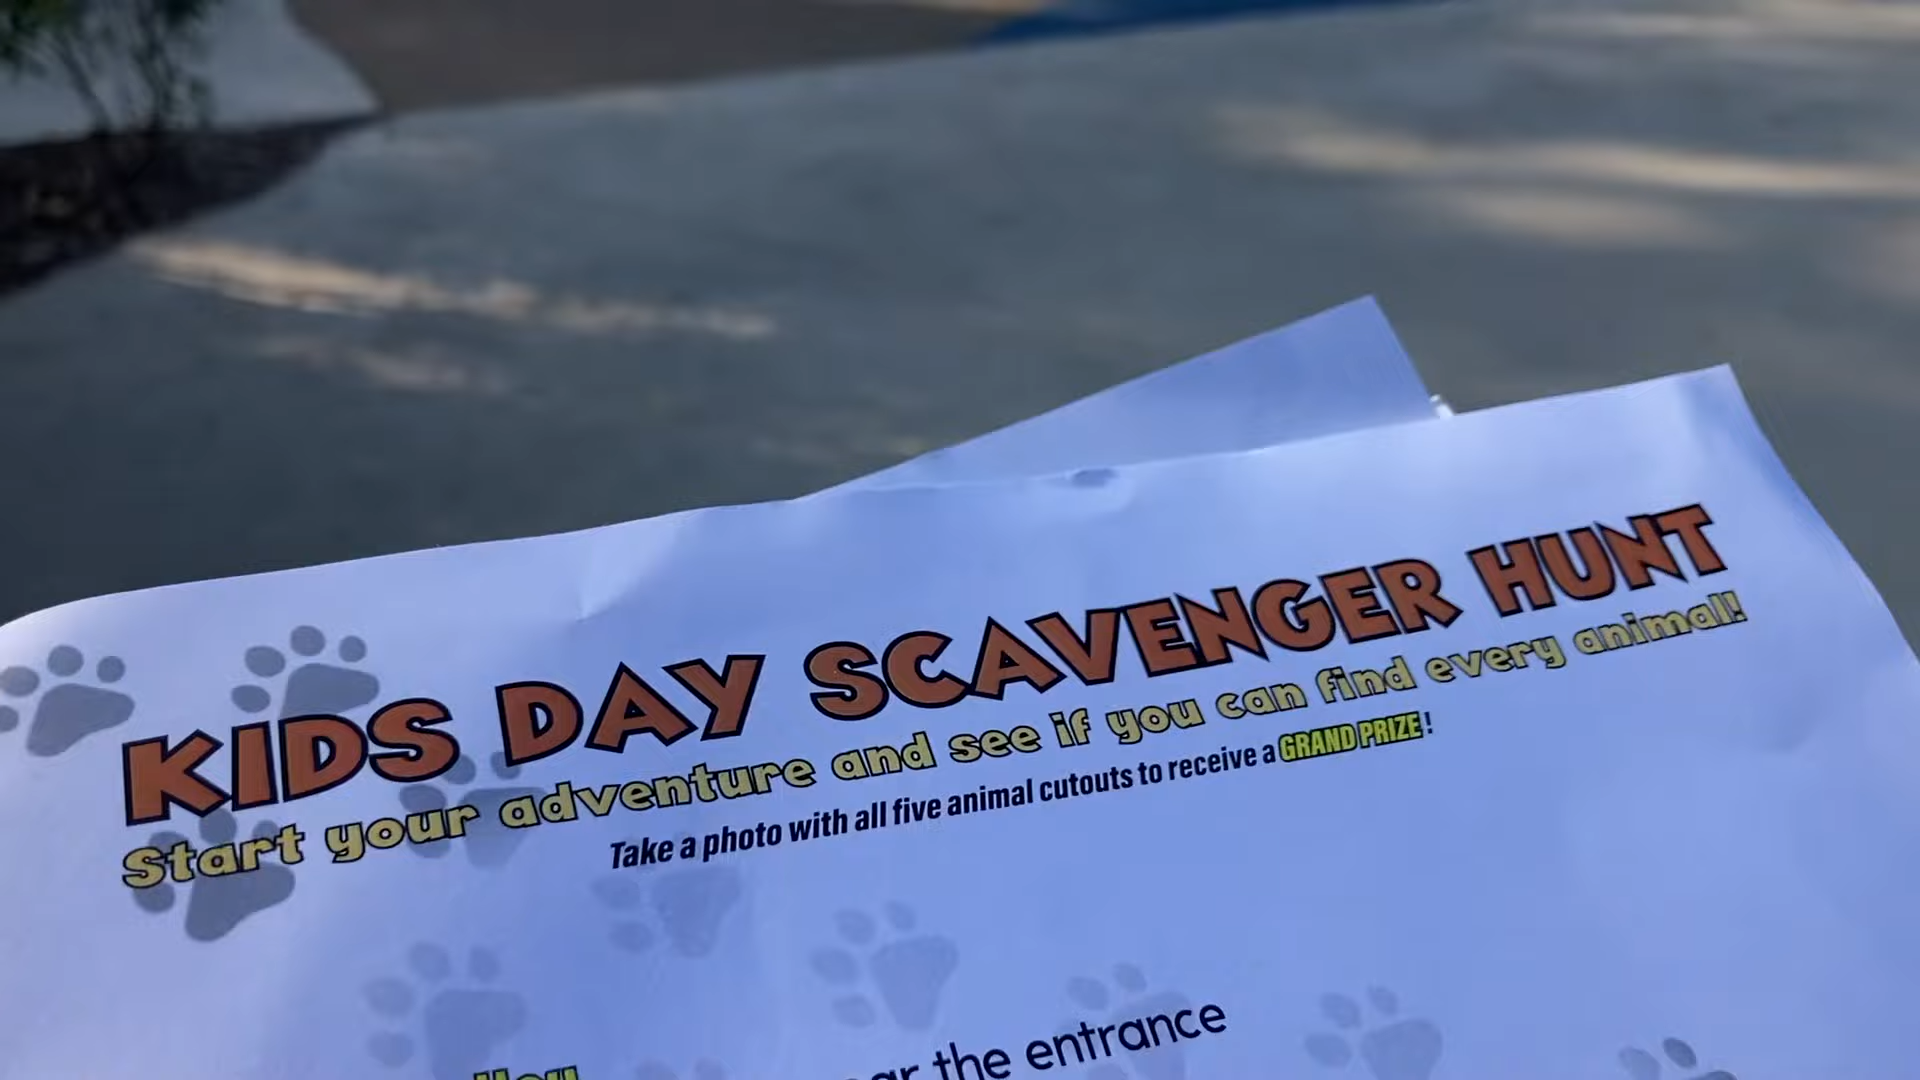 KIDS DAY SCAVENGER HUNT
Start your adventure and see if you can find every animal!
Take a photo with all five animal cutouts to receive a GRAND PRIZE!
the entrance